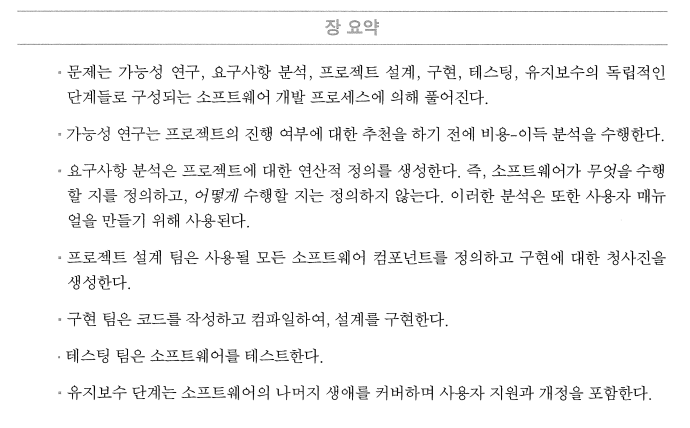 장 요약
▪ 문제는 가능성 연구, 요구사항 분석, 프로젝트 설계, 구현, 테스팅, 유지보수의 독립적인
단계들로 구성되는 소프트웨어 개발 프로세스에 의해 풀어진다.
▪ 가능성 연구는 프로젝트의 진행 여부에 대한 추천을 하기 전에 비용-이득 분석을 수행한다.
▪ 요구사항 분석은 프로젝트에 대한 연산적 정의를 생성한다. 즉, 소프트웨어가 무엇을 수행
할 지를 정의하고, 어떻게 수행할 지는 정의하지 않는다. 이러한 분석은 또한 사용자 매뉴
얼을 만들기 위해 사용된다.
▪ 프로젝트 설계 팀은 사용될 모든 소프트웨어 컴포넌트를 정의하고 구현에 대한 청사진을
생성한다.
▪ 구현 팀은 코드를 작성하고 컴파일하여, 설계를 구현한다.
▪ 테스팅 팀은 소프트웨어를 테스트한다.
▪ 유지보수 단계는 소프트웨어의 나머지 생애를 커버하며 사용자 지원과 개정을 포함한다.